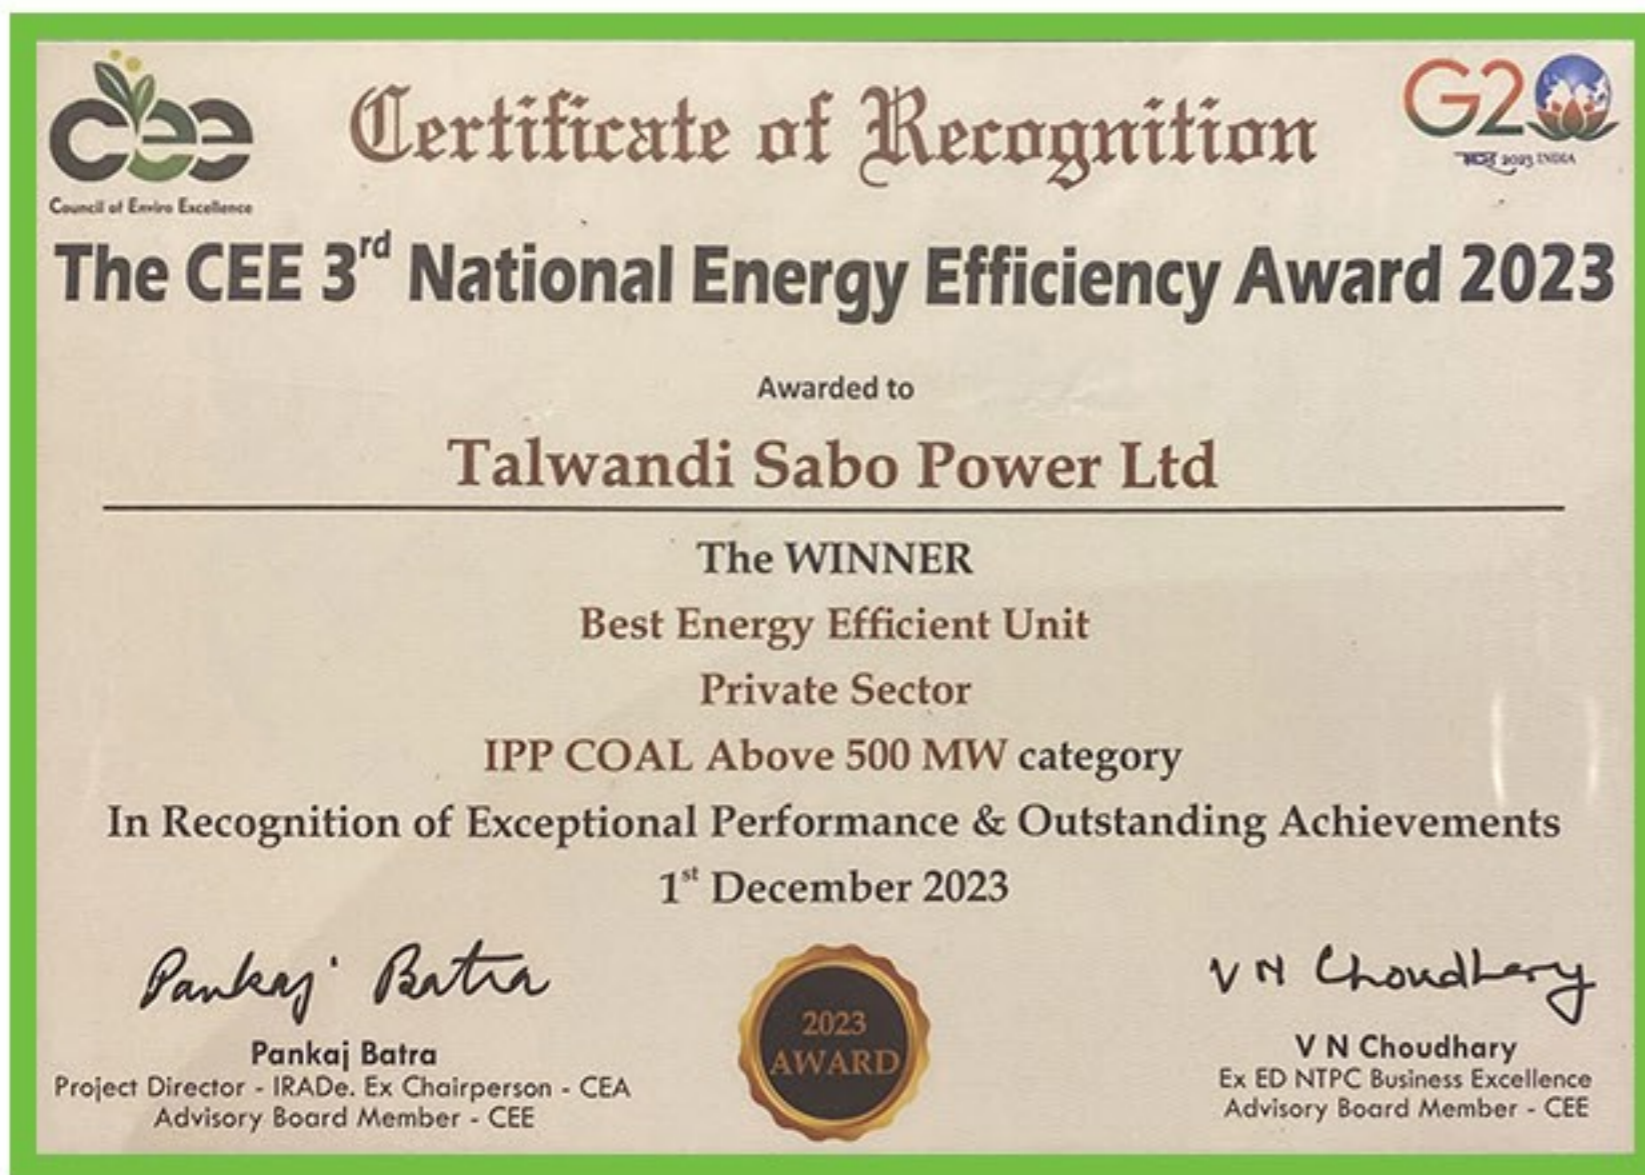 cee
Council of Enviro Excellence
Certificate of Recognition
G20
भारत 2023 INDIA
The CEE 3rd National Energy Efficiency Award 2023
Awarded to
Talwandi Sabo Power Ltd
The WINNER
Best Energy Efficient Unit
Private Sector
IPP COAL Above 500 MW category
In Recognition of Exceptional Performance & Outstanding Achievements
1st December 2023
Pankaj Batra
Pankaj Batra
Project Director - IRADe. Ex Chairperson - CEA
Advisory Board Member - CEE
2023
AWARD
V N Choudhary
V N Choudhary
Ex ED NTPC Business Excellence
Advisory Board Member - CEE